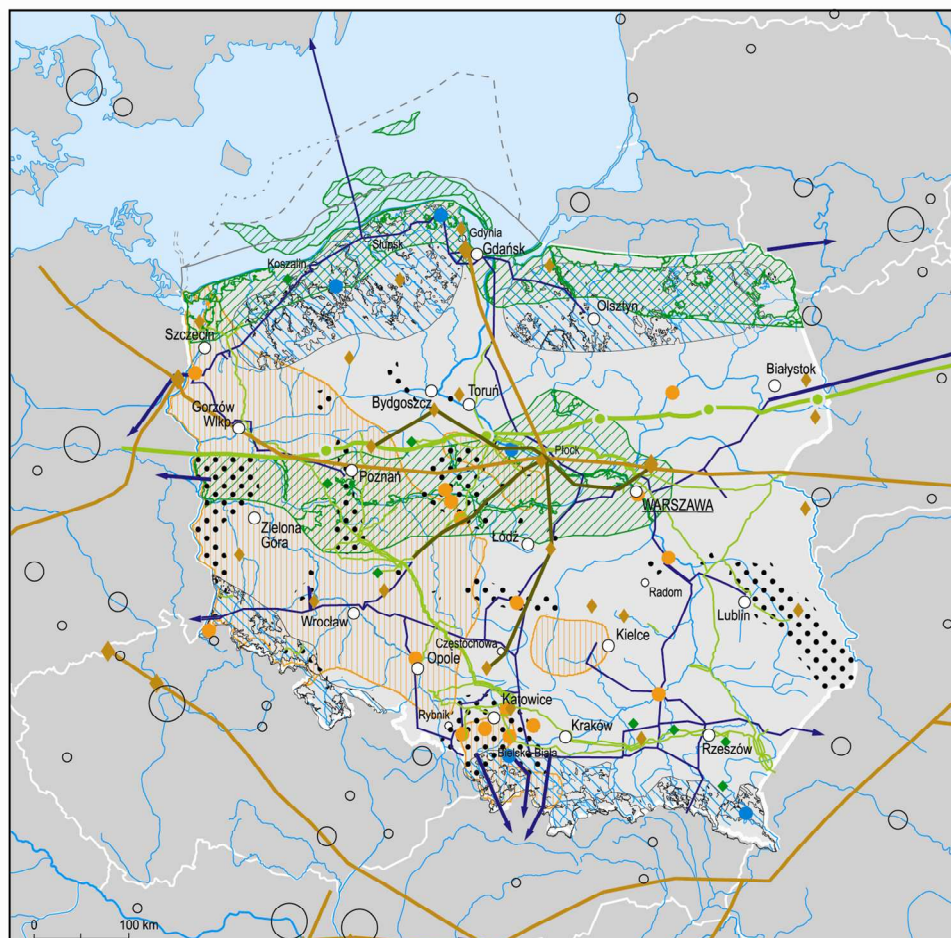 Gdynia
Gdańsk
Słupsk
Koszalin
Olsztyn
Szczecin
Białystok
Bydgoszcz
Toruń
Gorzów
Wlkp
Płock
Poznań
WARSZAWA
Zielona
Góra
Łódź
Radom
Lublin
Wrocław
Częstochowa
Kielce
Opole
Katowice
Rybnik
Kraków
Rzeszów
Bielsko-Biała
0 100 km